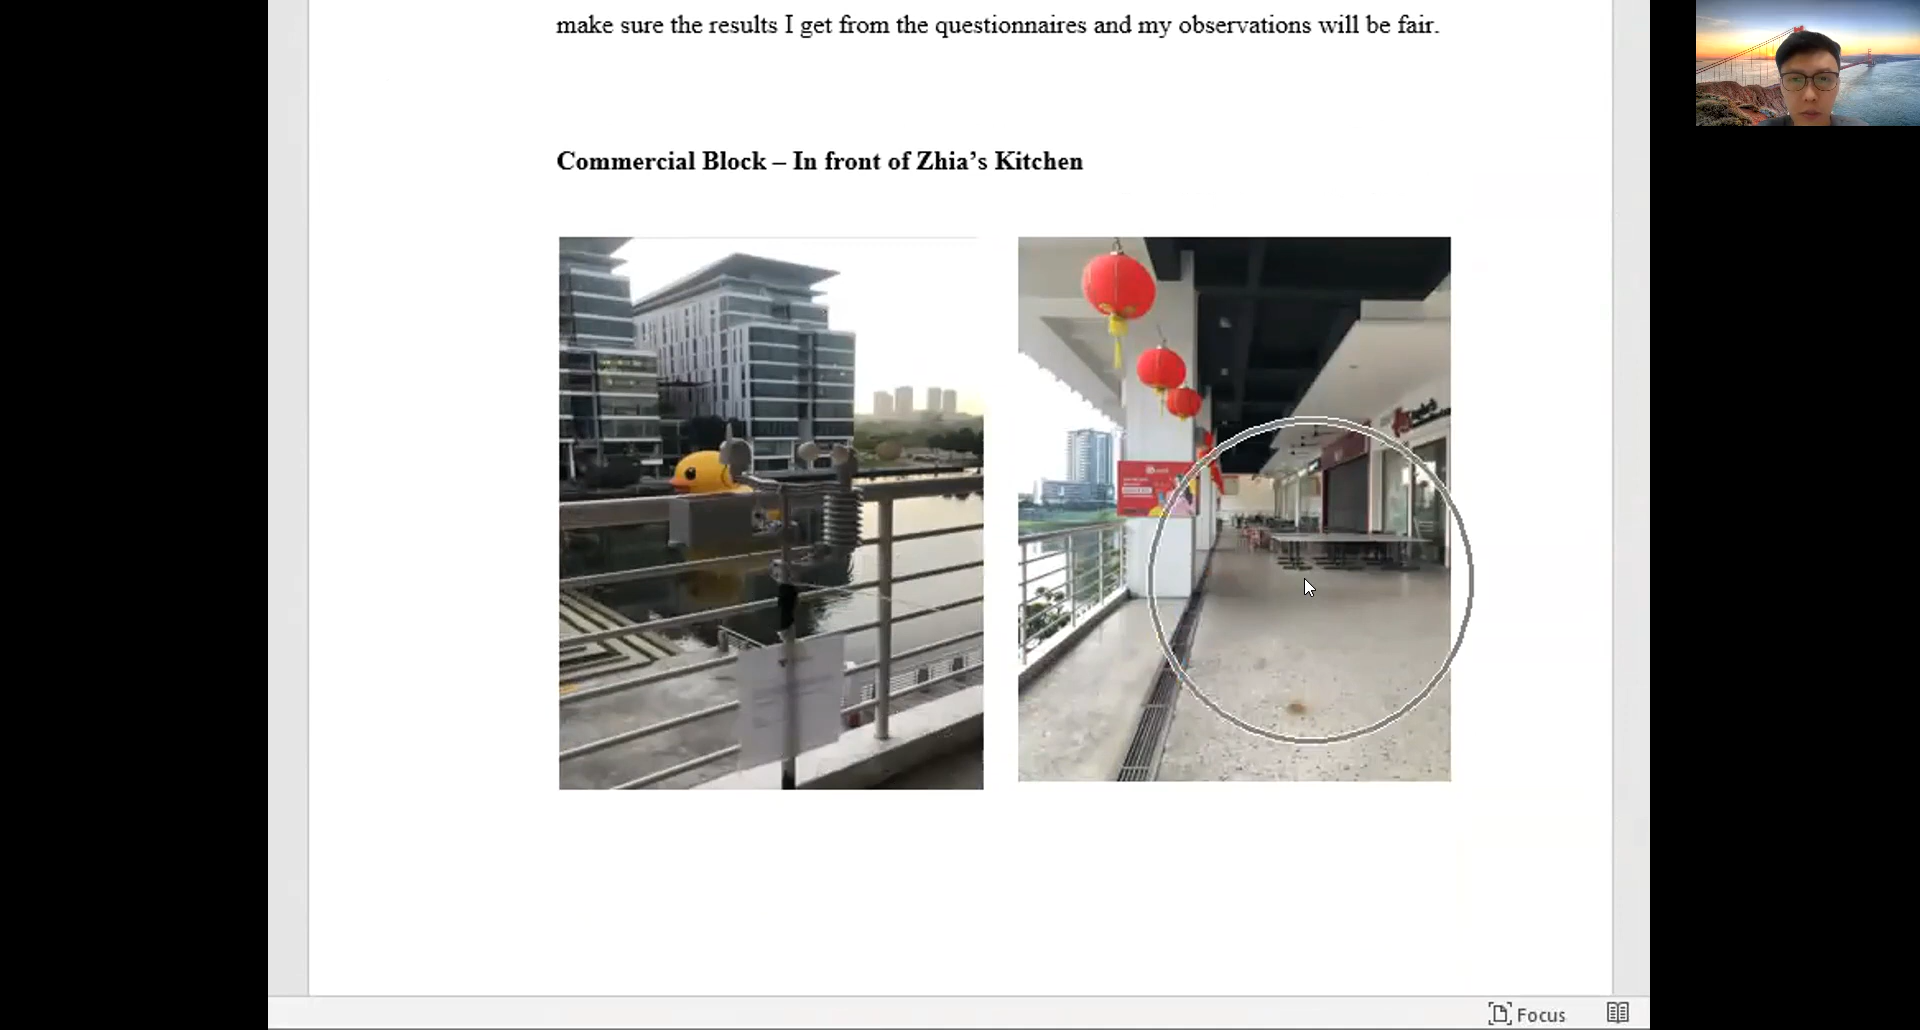 make sure the results I get from the questionnaires and my observations will be fair.
Commercial Block – In front of Zhia’s Kitchen
Focus